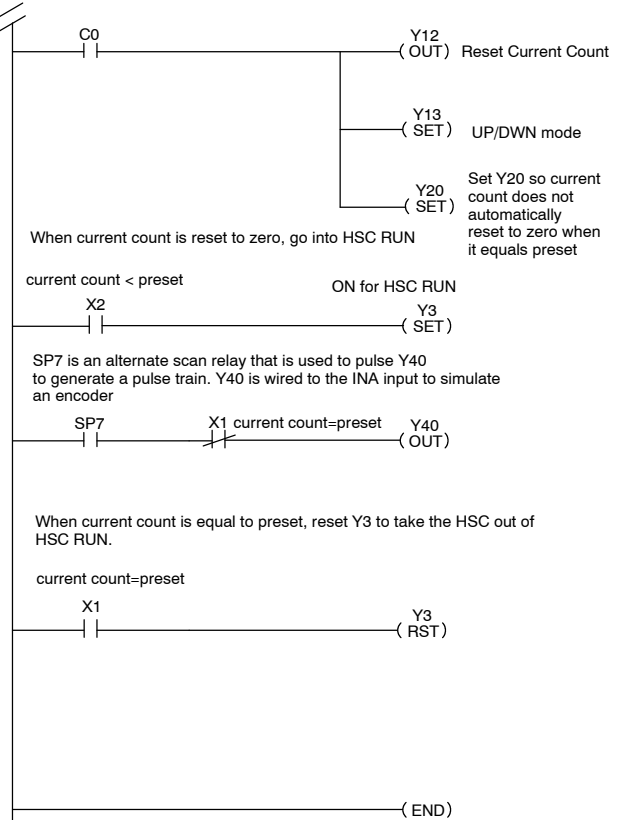 C0
Y12
( OUT ) Reset Current Count
Y13
( SET ) UP/DWN mode
Y20
( SET )
Set Y20 so current
count does not
automatically
reset to zero when
it equals preset
When current count is reset to zero, go into HSC RUN
current count < preset
ON for HSC RUN
X2
Y3
( SET )
SP7 is an alternate scan relay that is used to pulse Y40
to generate a pulse train. Y40 is wired to the INA input to simulate
an encoder
SP7
X1 current count=preset
Y40
( OUT )
When current count is equal to preset, reset Y3 to take the HSC out of
HSC RUN.
current count=preset
X1
Y3
( RST )
( END )